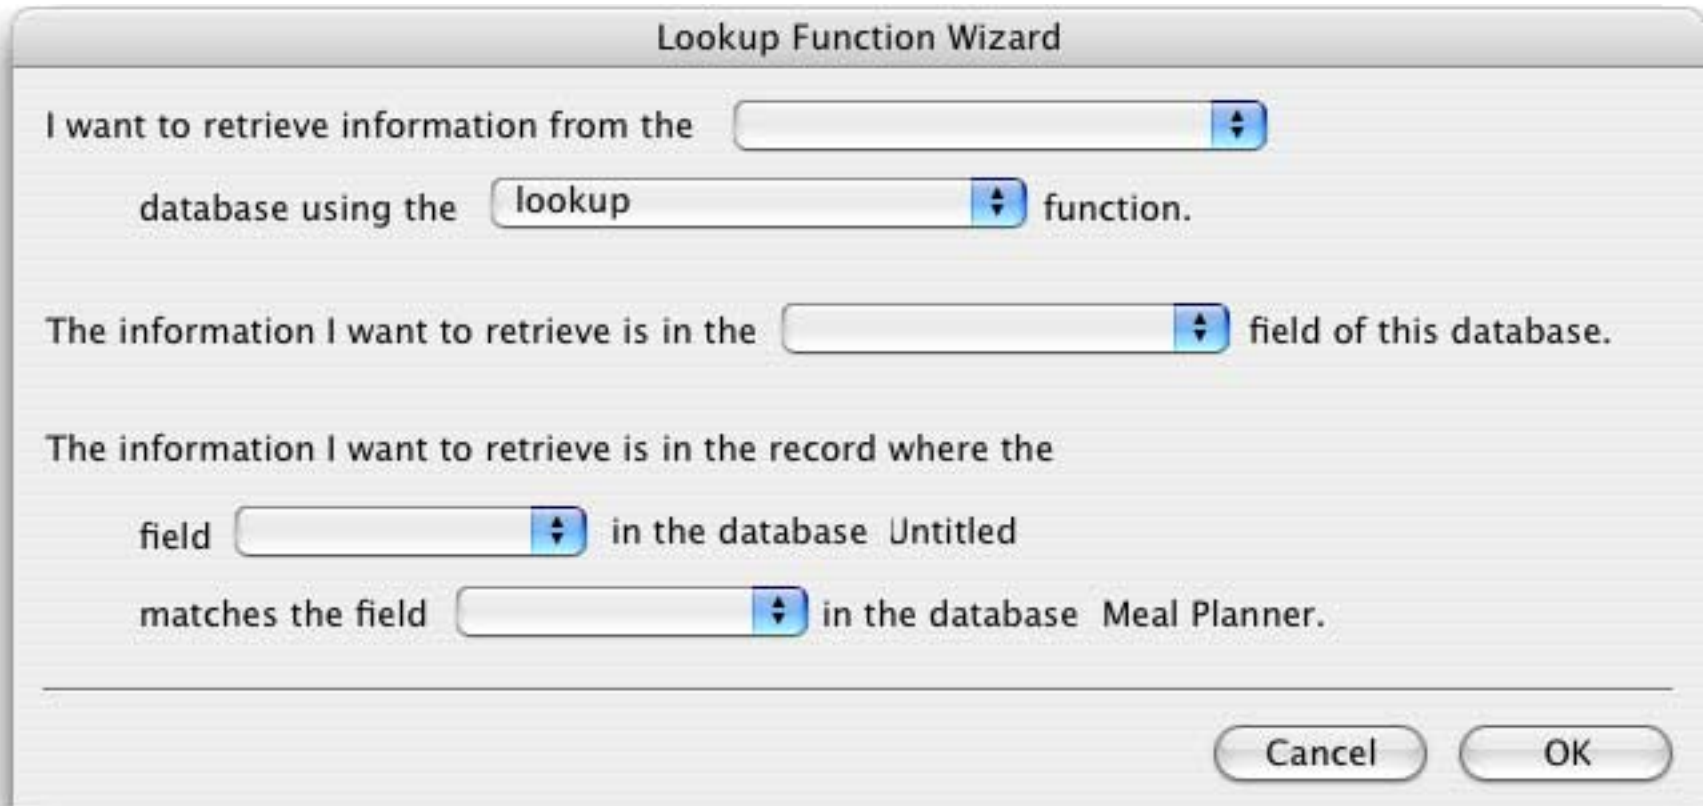 Lookup Function Wizard
I want to retrieve information from the
database using the lookup function.
The information I want to retrieve is in the field of this database.
The information I want to retrieve is in the record where the
field in the database Untitled
matches the field in the database Meal Planner.
Cancel OK